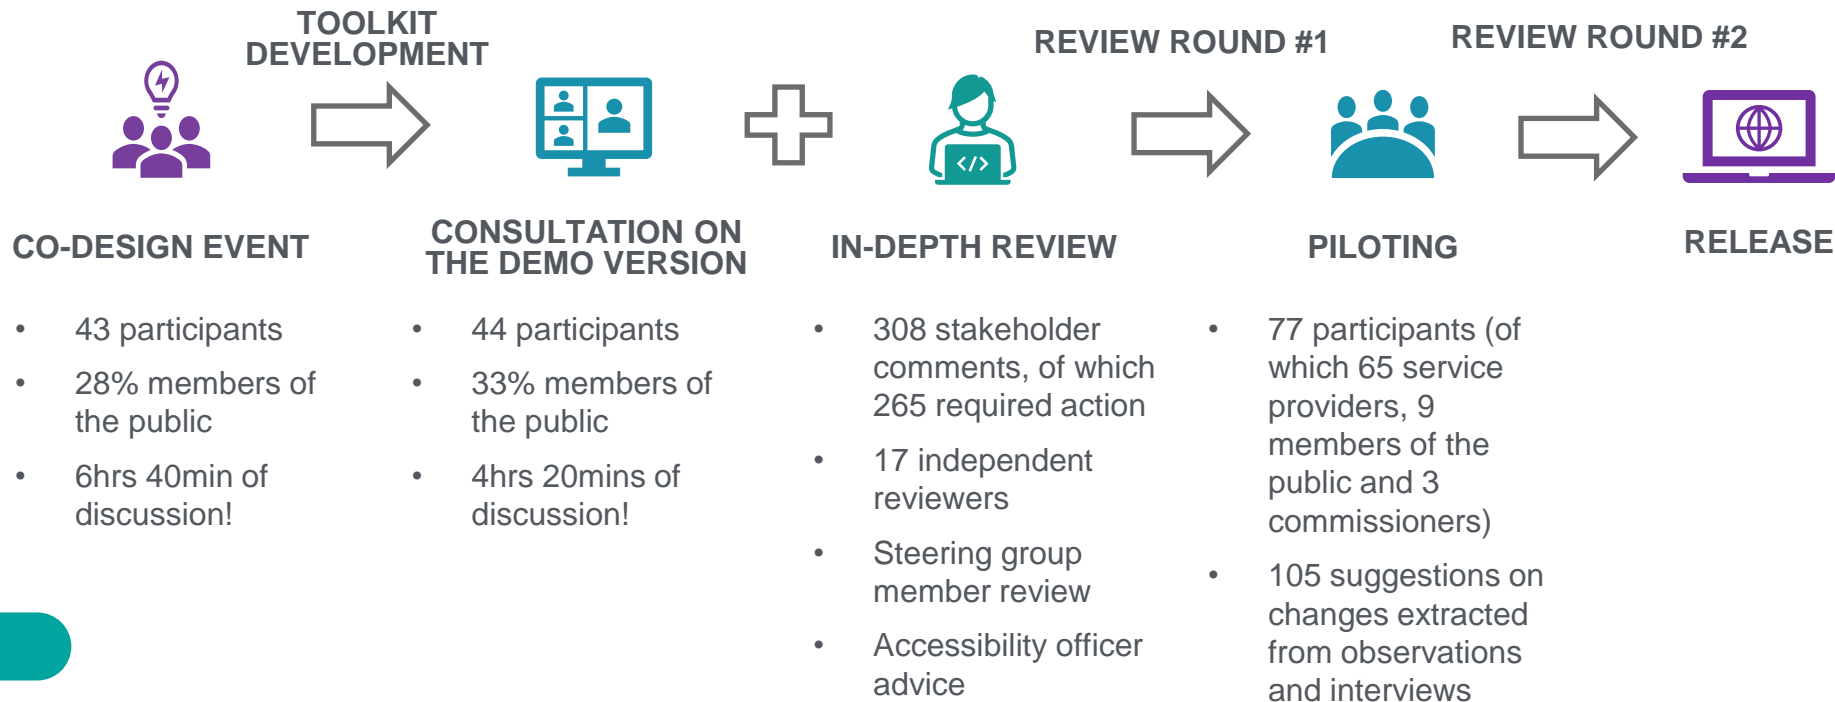 TOOLKIT
DEVELOPMENT
REVIEW ROUND #1
REVIEW ROUND #2
</>
CO-DESIGN EVENT
• 43 participants
• 28% members of
the public
• 6hrs 40min of
discussion!
CONSULTATION ON
THE DEMO VERSION
• 44 participants
• 33% members of
the public
• 4hrs 20mins of
discussion!
IN-DEPTH REVIEW
• 308 stakeholder
comments, of which
265 required action
• 17 independent
reviewers
• Steering group
member review
• Accessibility officer
advice
PILOTING
• 77 participants (of
which 65 service
providers, 9
members of the
public and 3
commissioners)
• 105 suggestions on
changes extracted
from observations
and interviews
RELEASE